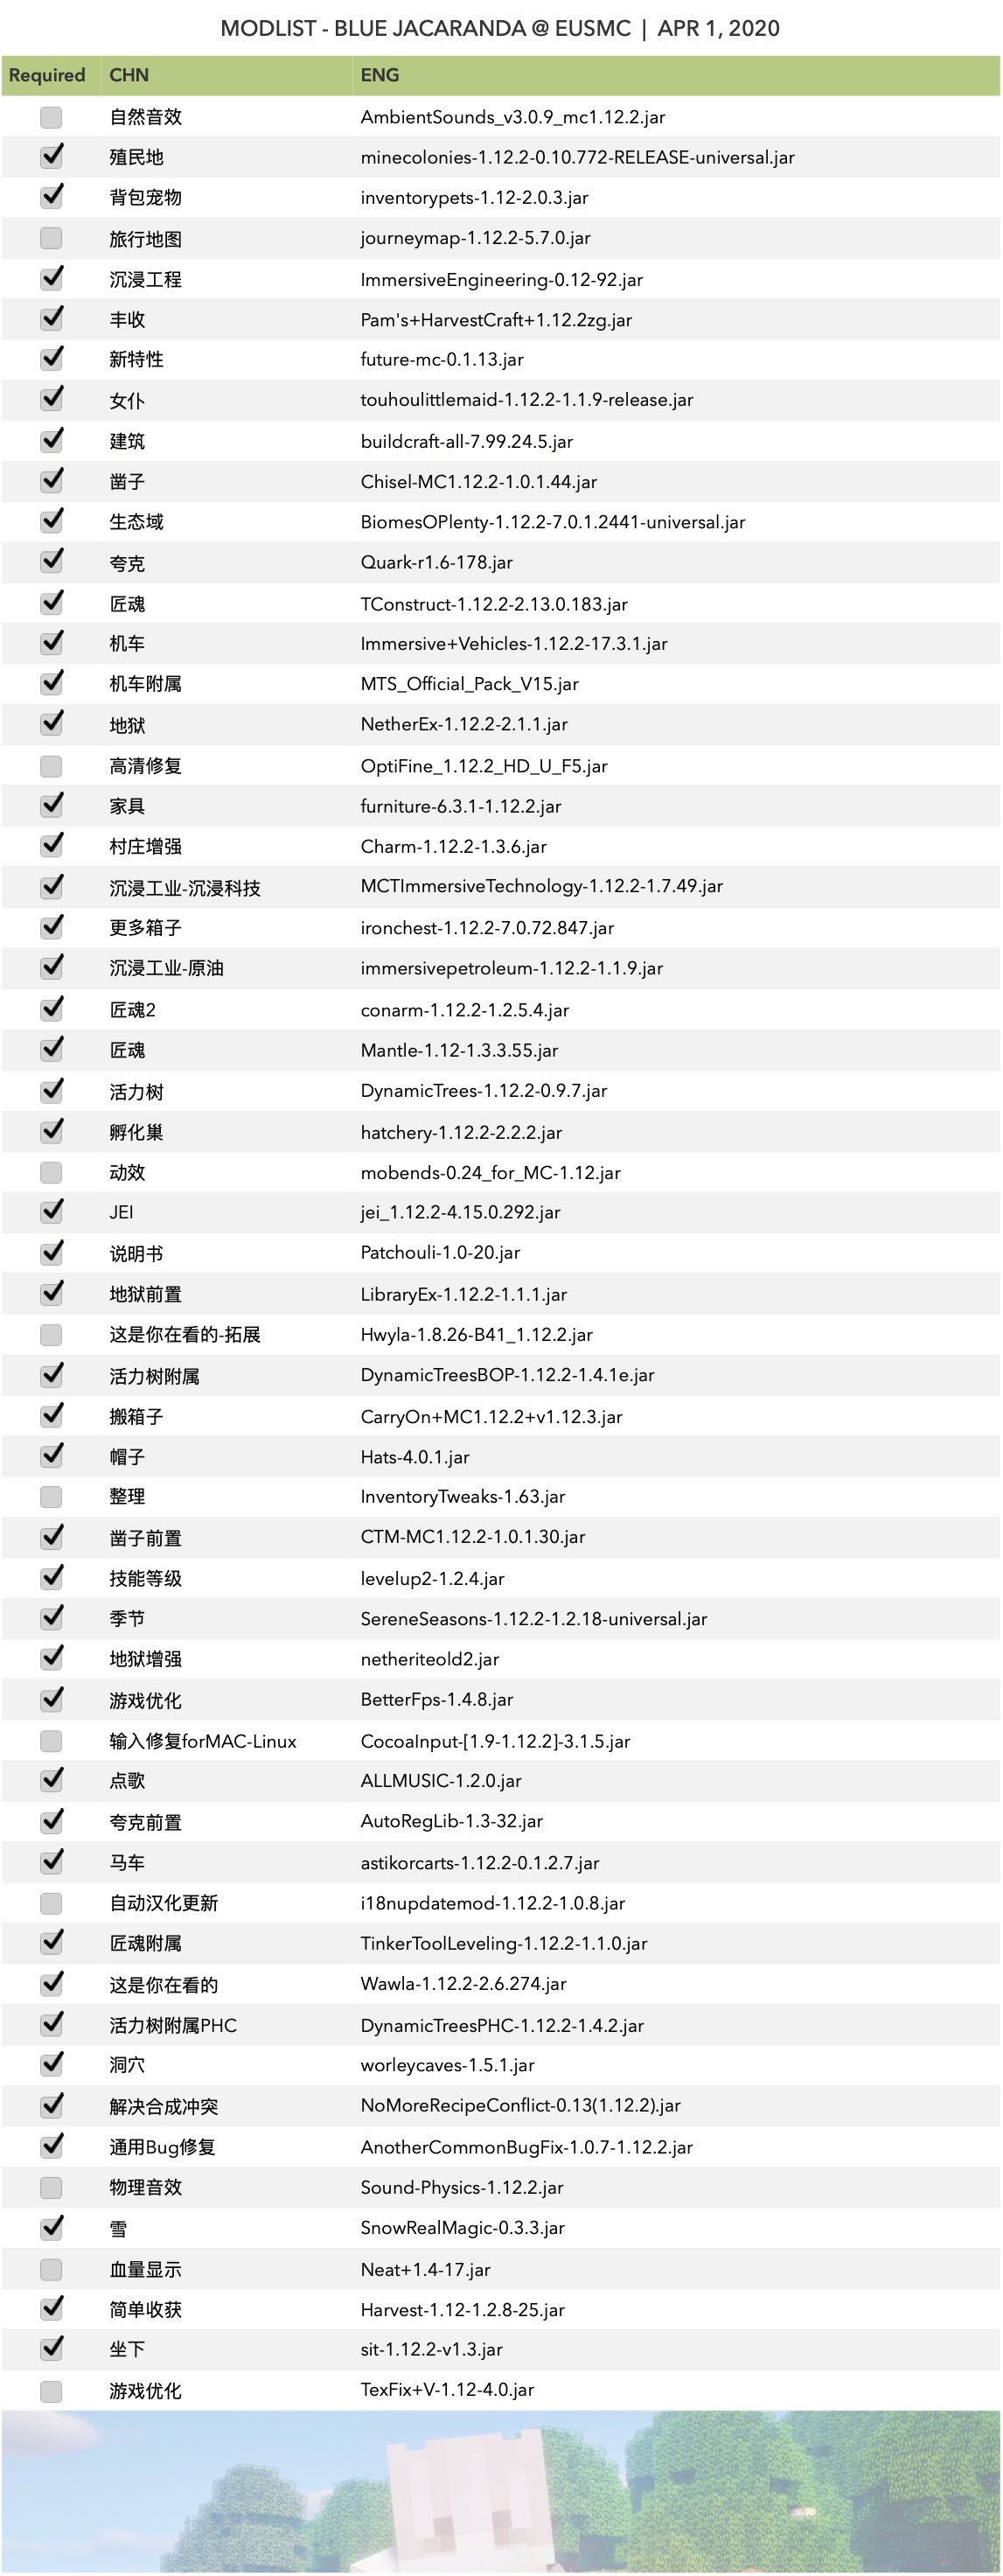 MODLIST - BLUE JACARANDA @ EUSMC | APR 1, 2020
Required CHN ENG
自然音效 AmbientSounds_v3.0.9_mc1.12.2.jar
殖民地 minecolonies-1.12.2-0.10.772-RELEASE-universal.jar
背包宠物 inventorypets-1.12-2.0.3.jar
旅行地图 journeymap-1.12.2-5.7.0.jar
沉浸工程 ImmersiveEngineering-0.12-92.jar
丰收 Pam's+HarvestCraft+1.12.2zg.jar
新特性 future-mc-0.1.13.jar
女仆 touhoulittlemaid-1.12.2-1.1.9-release.jar
建筑 buildcraft-all-7.99.24.5.jar
凿子 Chisel-MC1.12.2-1.0.1.44.jar
生态域 BiomesOPlenty-1.12.2-7.0.1.2441-universal.jar
夸克 Quark-r1.6-178.jar
匠魂 TConstruct-1.12.2-2.13.0.183.jar
机车 Immersive+Vehicles-1.12.2-17.3.1.jar
机车附属 MTS_Official_Pack_V15.jar
地狱 NetherEx-1.12.2-2.1.1.jar
高清修复 OptiFine_1.12.2_HD_U_F5.jar
家具 furniture-6.3.1-1.12.2.jar
村庄增强 Charm-1.12.2-1.3.6.jar
沉浸工业-沉浸科技 MCTImmersiveTechnology-1.12.2-1.7.49.jar
更多箱子 ironchest-1.12.2-7.0.72.847.jar
沉浸工业-原油 immersivepetroleum-1.12.2-1.1.9.jar
匠魂2 conarm-1.12.2-1.2.5.4.jar
匠魂 Mantle-1.12-1.3.3.55.jar
活力树 DynamicTrees-1.12.2-0.9.7.jar
孵化巢 hatchery-1.12.2-2.2.2.jar
动效 mobends-0.24_for_MC-1.12.jar
JEI jei_1.12.2-4.15.0.292.jar
说明书 Patchouli-1.0-20.jar
地狱前置 LibraryEx-1.12.2-1.1.1.jar
这是你在看的-拓展 Hwyla-1.8.26-B41_1.12.2.jar
活力树附属 DynamicTreesBOP-1.12.2-1.4.1e.jar
搬箱子 CarryOn+MC1.12.2+v1.12.3.jar
帽子 Hats-4.0.1.jar
整理 InventoryTweaks-1.63.jar
凿子前置 CTM-MC1.12.2-1.0.1.30.jar
技能等级 levelup2-1.2.4.jar
季节 SereneSeasons-1.12.2-1.2.18-universal.jar
地狱增强 netheriteold2.jar
游戏优化 BetterFps-1.4.8.jar
输入修复forMAC-Linux CocoaInput-[1.9-1.12.2]-3.1.5.jar
点歌 ALLMUSIC-1.2.0.jar
夸克前置 AutoRegLib-1.3-32.jar
马车 astikorcarts-1.12.2-0.1.2.7.jar
自动汉化更新 i18nupdatemod-1.12.2-1.0.8.jar
匠魂附属 TinkerToolLeveling-1.12.2-1.1.0.jar
这是你在看的 Wawla-1.12.2-2.6.274.jar
活力树附属PHC DynamicTreesPHC-1.12.2-1.4.2.jar
洞穴 worleycaves-1.5.1.jar
解决合成冲突 NoMoreRecipeConflict-0.13(1.12.2).jar
通用Bug修复 AnotherCommonBugFix-1.0.7-1.12.2.jar
物理音效 Sound-Physics-1.12.2.jar
雪 SnowRealMagic-0.3.3.jar
血量显示 Neat+1.4-17.jar
简单收获 Harvest-1.12-1.2.8-25.jar
坐下 sit-1.12.2-v1.3.jar
游戏优化 TexFix+V-1.12-4.0.jar